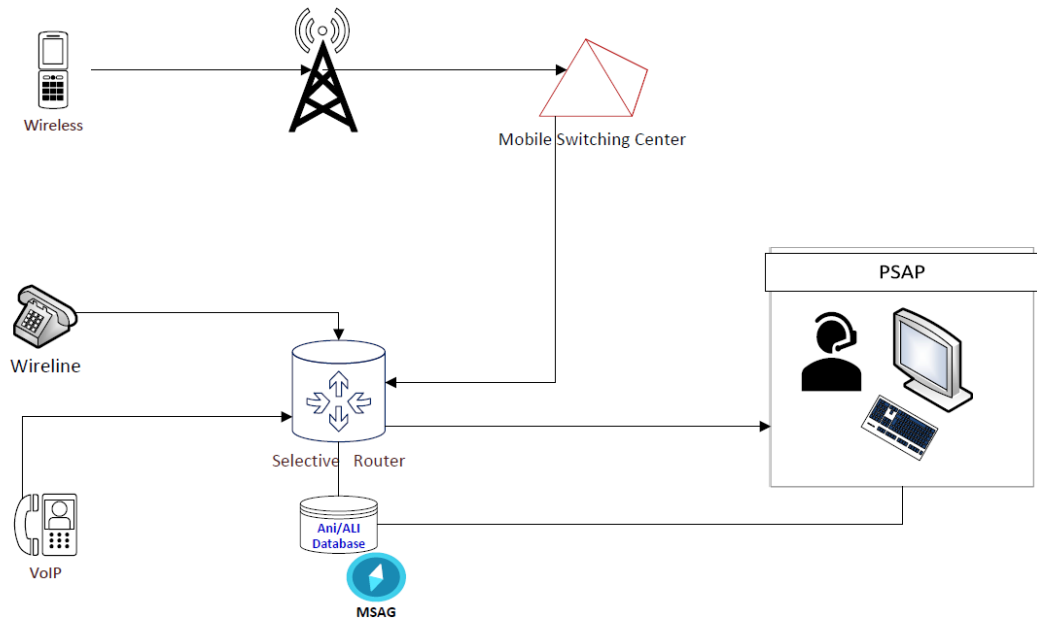 Wireless
Mobile Switching Center
PSAP
Wireline
Selective Router
Ani/ALI
Database
VoIP
MSAG